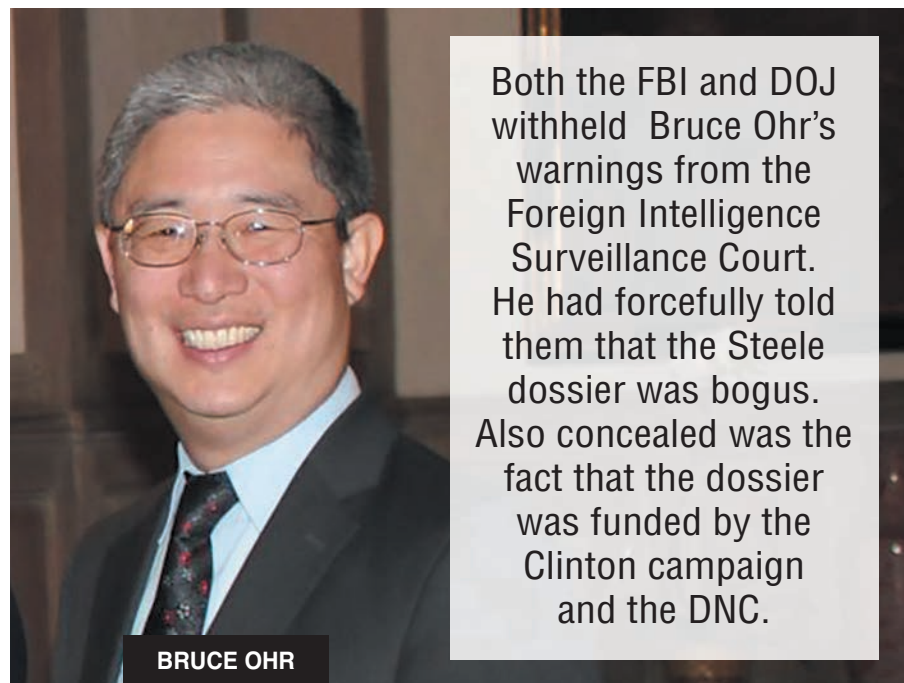 Both the FBI and DOJ
withheld  Bruce Ohr’s
warnings from the
Foreign Intelligence
Surveillance Court.
He had forcefully told
them that the Steele
dossier was bogus.
Also concealed was the
fact that the dossier
was funded by the
Clinton campaign
and the DNC.
BRUCE OHR